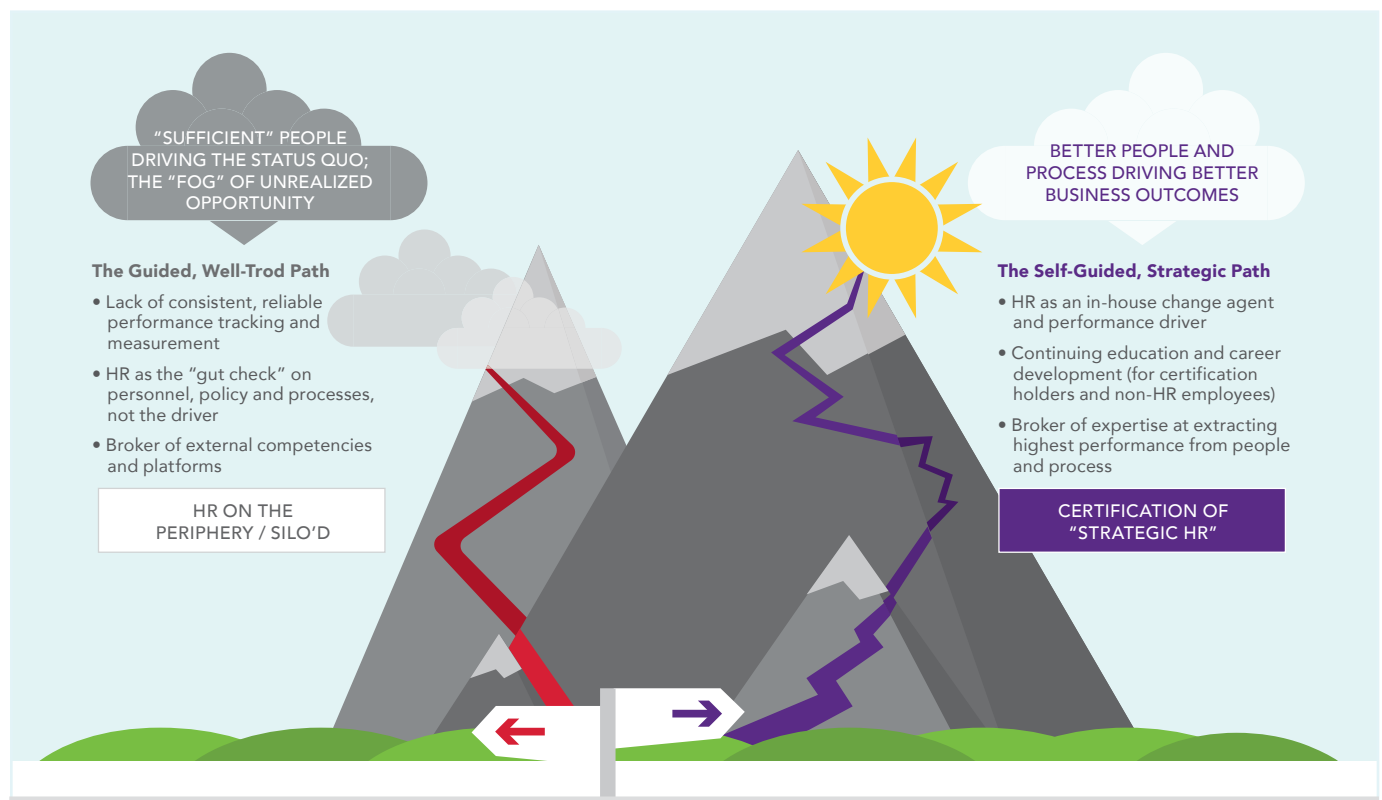 “SUFFICIENT” PEOPLE
DRIVING THE STATUS QUO;
THE “FOG” OF UNREALIZED
OPPORTUNITY
The Guided, Well-Trod Path
• Lack of consistent, reliable
performance tracking and
measurement
• HR as the “gut check” on
personnel, policy and processes,
not the driver
• Broker of external competencies
and platforms
HR ON THE
PERIPHERY / SILO’D
BETTER PEOPLE AND
PROCESS DRIVING BETTER
BUSINESS OUTCOMES
The Self-Guided, Strategic Path
• HR as an in-house change agent
and performance driver
• Continuing education and career
development (for certification
holders and non-HR employees)
• Broker of expertise at extracting
highest performance from people
and process
CERTIFICATION OF
“STRATEGIC HR”